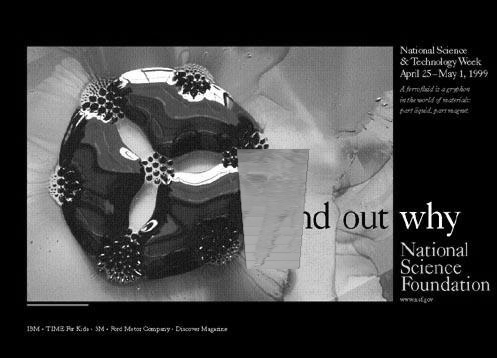 National Science
& Technology Week
April 25–May 1, 1999
A ferrofluid is a gryphon
in the world of materials:
part liquid, part magnet.
nd out why
National
Science
Foundation
www.nsf.gov
IBM • TIME For Kids • 3M • Ford Motor Company • Discover Magazine